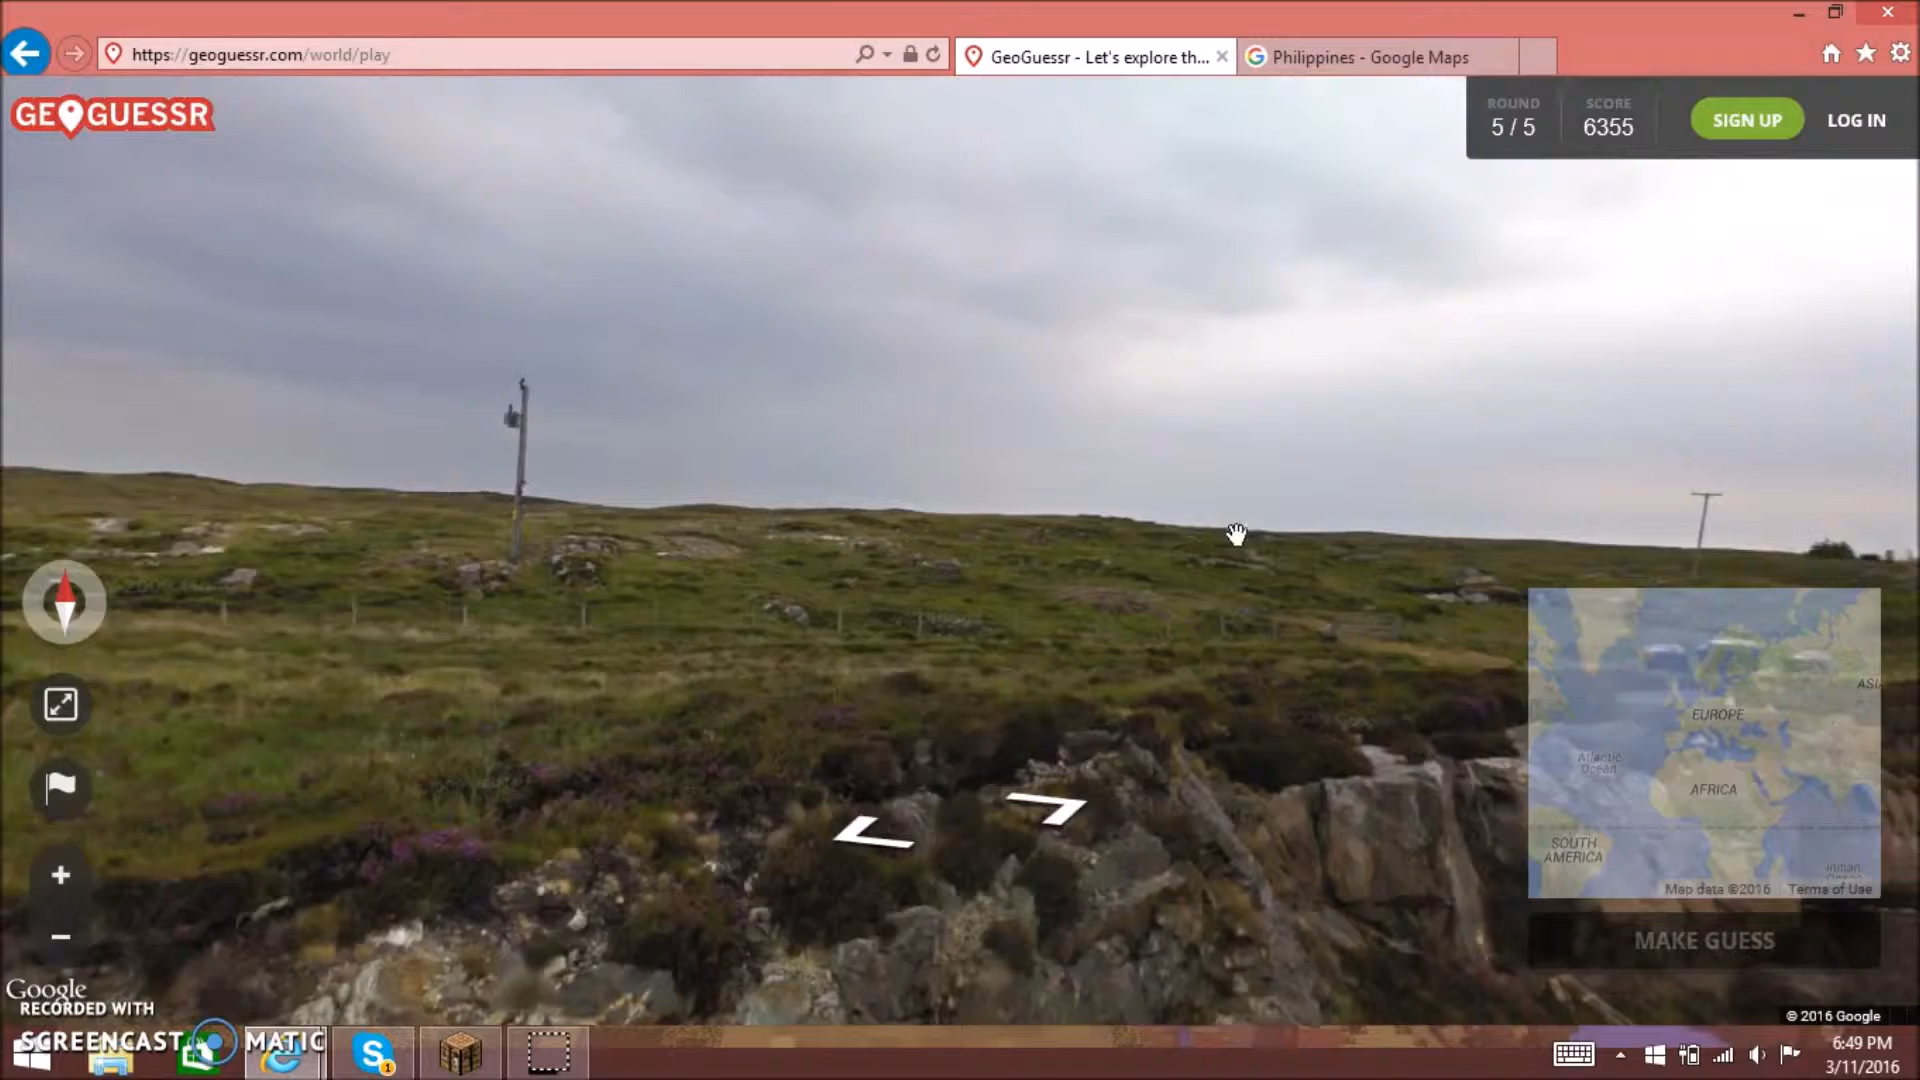 https://geoguessr.com/world/play
GeoGuessr - Let's explore th...
Philippines - Google Maps
GEOGUESSR
ROUND
5 / 5
SCORE
6355
SIGN UP
LOG IN
EUROPE
Atlantic
Ocean
AFRICA
SOUTH
AMERICA
Map data ©2016
Terms of Use
MAKE GUESS
Google
RECORDED WITH
SCREENCAST MATIC
© 2016 Google
1
6:49 PM
3/11/2016